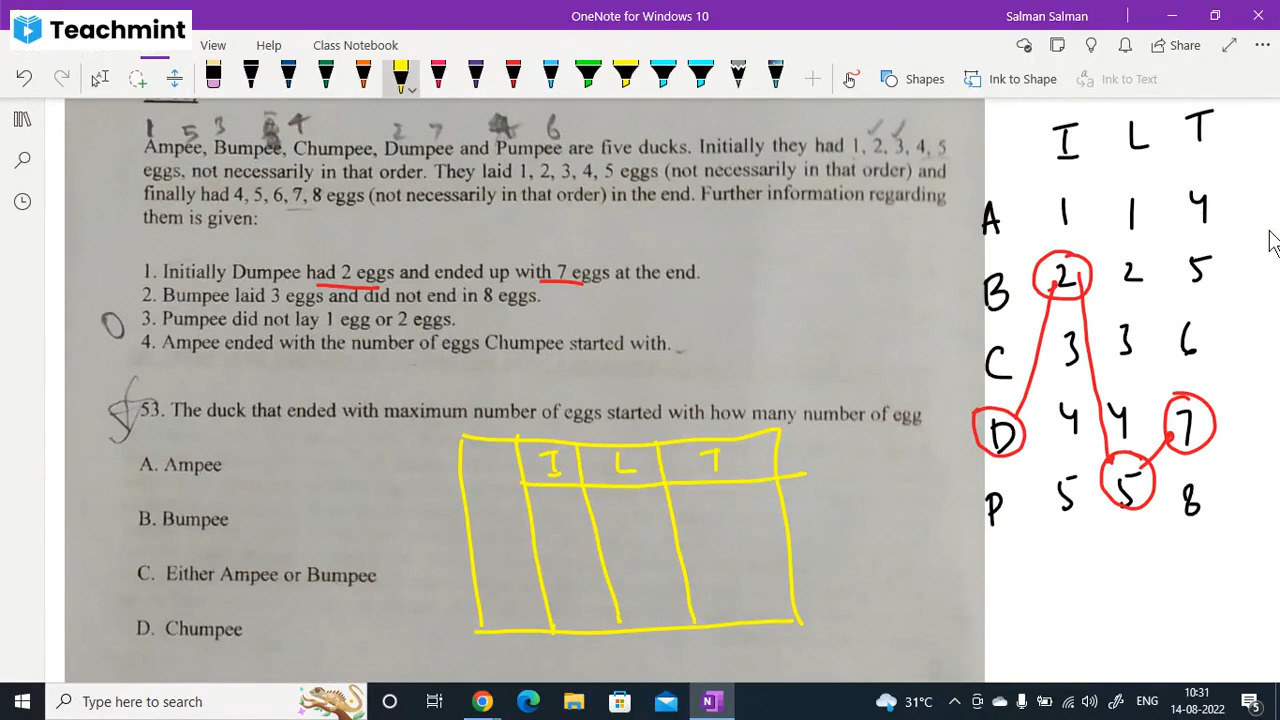 Teachmint
OneNote for Windows 10
Salman Salman
View Help Class Notebook
Share
Shapes Ink to Shape Ink to Text
1 5 3 4 2 7 4 6
Ampee, Bumpee, Chumpee, Dumpee and Pumpee are five ducks. Initially they had 1, 2, 3, 4, 5
eggs, not necessarily in that order. They laid 1, 2, 3, 4, 5 eggs (not necessarily in that order) and
finally had 4, 5, 6, 7, 8 eggs (not necessarily in that order) in the end. Further information regarding
them is given:
1. Initially Dumpee had 2 eggs and ended up with 7 eggs at the end.
2. Bumpee laid 3 eggs and did not end in 8 eggs.
3. Pumpee did not lay 1 egg or 2 eggs.
4. Ampee ended with the number of eggs Chumpee started with.
53. The duck that ended with maximum number of eggs started with how many number of egg
A. Ampee
B. Bumpee
C. Either Ampee or Bumpee
D. Chumpee
I L T
I L T
A 1 1 4
B 2 2 5
C 3 3 6
D 4 4 7
P 5 5 8
Type here to search
31°C
ENG
10:31
14-08-2022
5